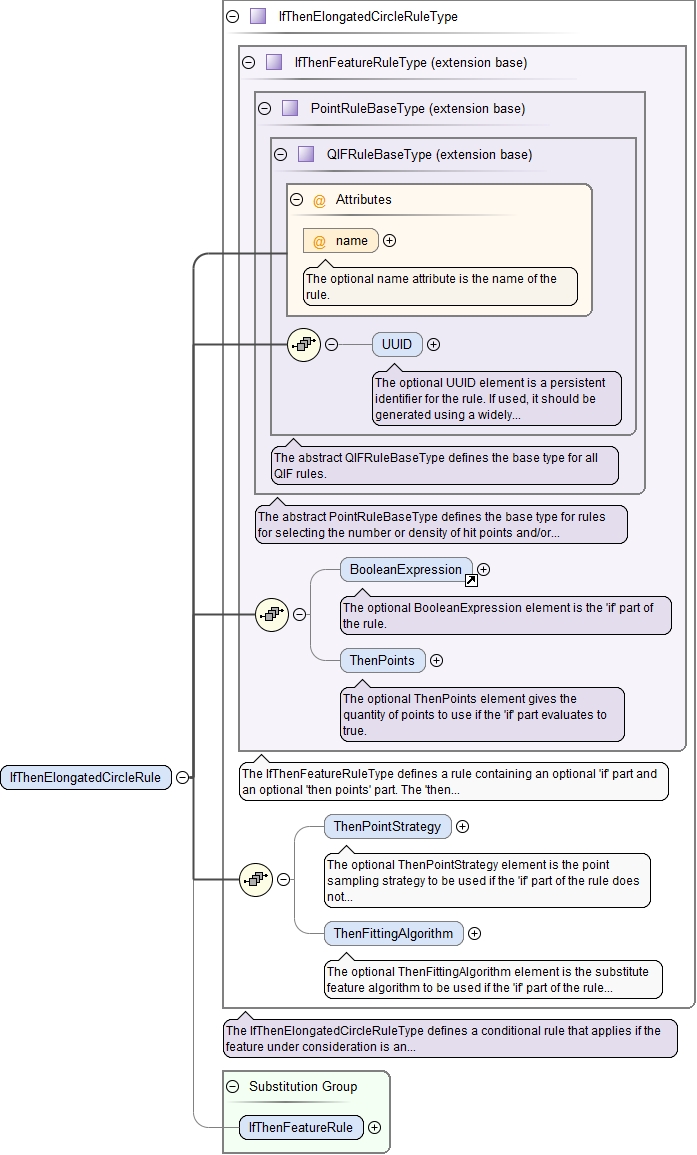 IfThenElongatedCircleRuleType
IfThenFeatureRuleType (extension base)
PointRuleBaseType (extension base)
QIFRuleBaseType (extension base)
@ Attributes
@ name
The optional name attribute is the name of the
rule.
UUID
The optional UUID element is a persistent
identifier for the rule. If used, it should be
generated using a widely...
The abstract QIFRuleBaseType defines the base type for all
QIF rules.
The abstract PointRuleBaseType defines the base type for rules
for selecting the number or density of hit points and/or...
BooleanExpression
The optional BooleanExpression element is the 'if' part of
the rule.
ThenPoints
The optional ThenPoints element gives the
quantity of points to use if the 'if' part evaluates to
true.
The IfThenFeatureRuleType defines a rule containing an optional 'if' part and
an optional 'then points' part. The 'then...
IfThenElongatedCircleRule
ThenPointStrategy
The optional ThenPointStrategy element is the point
sampling strategy to be used if the 'if' part of the rule does
not...
ThenFittingAlgorithm
The optional ThenFittingAlgorithm element is the substitute
feature algorithm to be used if the 'if' part of the rule...
The IfThenElongatedCircleRuleType defines a conditional rule that applies if the
feature under consideration is an...
Substitution Group
IfThenFeatureRule